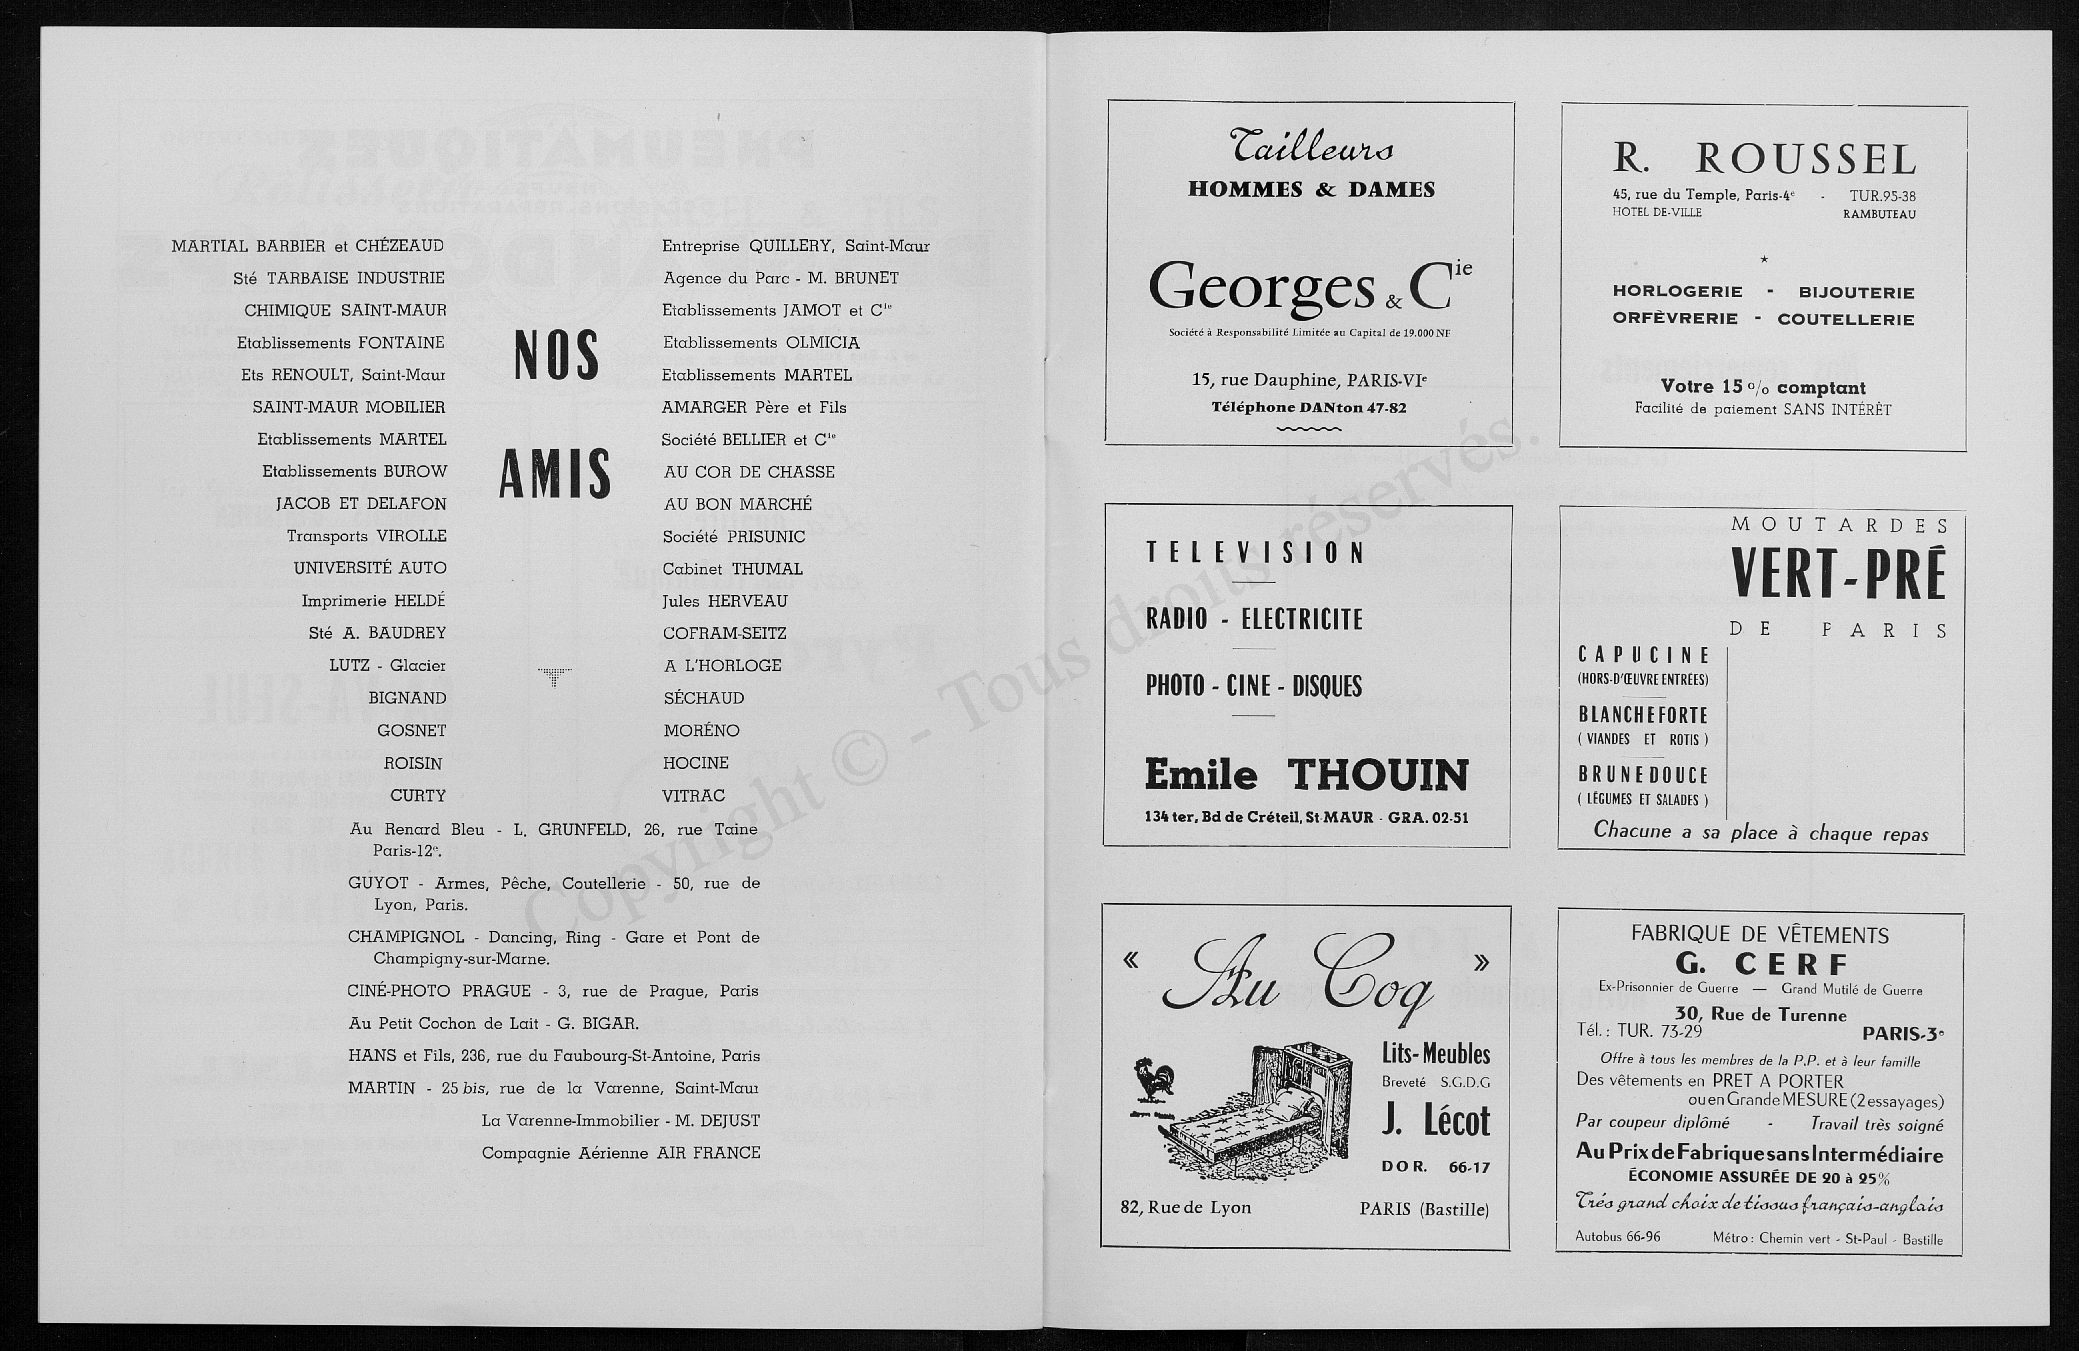 MARTIAL BARBIER et CHÉZEAUD
Sté TARBAISE INDUSTRIE
CHIMIQUE SAINT-MAUR
Etablissements FONTAINE
Ets RENOULT, Saint-Maur
SAINT-MAUR MOBILIER
Etablissements MARTEL
Etablissements BUROW
JACOB ET DELAFON
Transports VIROLLE
UNIVERSITÉ AUTO
Imprimerie HELDÉ
Sté A. BAUDREY
LUTZ - Glacier
BIGNAND
GOSNET
ROISIN
CURTY
NOS
AMIS
Entreprise QUILLERY, Saint-Maur
Agence du Parc - M. BRUNET
Etablissements JAMOT et Cie
Etablissements OLMICIA
Etablissements MARTEL
AMARGER Père et Fils
Société BELLIER et Cie
AU COR DE CHASSE
AU BON MARCHÉ
Société PRISUNIC
Cabinet THUMAL
Jules HERVEAU
COFRAM-SEITZ
A L'HORLOGE
SÉCHAUD
MORÉNO
HOCINE
VITRAC
Au Renard Bleu - L. GRUNFELD, 26, rue Taine
Paris-12e.
GUYOT - Armes, Pêche, Coutellerie - 50, rue de
Lyon, Paris.
CHAMPIGNOL - Dancing, Ring - Gare et Pont de
Champigny-sur-Marne.
CINÉ-PHOTO PRAGUE - 3, rue de Prague, Paris
Au Petit Cochon de Lait - G. BIGAR.
HANS et Fils, 236, rue du Faubourg-St-Antoine, Paris
MARTIN - 25 bis, rue de la Varenne, Saint-Maur
La Varenne-Immobilier - M. DEJUST
Compagnie Aérienne AIR FRANCE
Tailleurs
HOMMES & DAMES
Georges & Cie
Société à Responsabilité Limitée au Capital de 19.000 NF
15, rue Dauphine, PARIS-VIe
Téléphone DANton 47-82
R. ROUSSEL
45, rue du Temple, Paris-4e - TUR.95-38
HOTEL DE-VILLE RAMBUTEAU
HORLOGERIE - BIJOUTERIE
ORFÈVRERIE - COUTELLERIE
Votre 15 % comptant
Facilité de paiement SANS INTÉRÊT
TELEVISION
RADIO - ELECTRICITE
PHOTO - CINE - DISQUES
Emile THOUIN
134 ter, Bd de Créteil, St-MAUR - GRA. 02-51
MOUTARDES
VERT-PRÉ
DE PARIS
CAPUCINE
(HORS-D'ŒUVRE ENTRÉES)
BLANCHEFORTE
( VIANDES ET ROTIS )
BRUNEDOUCE
( LÉGUMES ET SALADES )
Chacune a sa place à chaque repas
« Au Coq »
Lits-Meubles
Breveté S.G.D.G
J. Lécot
DOR. 66-17
82, Rue de Lyon PARIS (Bastille)
FABRIQUE DE VÊTEMENTS
G. CERF
Ex-Prisonnier de Guerre — Grand Mutilé de Guerre
30, Rue de Turenne
Tél.: TUR. 73-29 PARIS-3e
Offre à tous les membres de la P.P. et à leur famille
Des vêtements en PRET A PORTER
ou en Grande MESURE (2 essayages)
Par coupeur diplômé - Travail très soigné
Au Prix de Fabrique sans Intermédiaire
ÉCONOMIE ASSURÉE DE 20 à 25%
Trés grand choix de tissus français-anglais
Autobus 66-96 Métro: Chemin vert - St-Paul - Bastille
Copyright © - Tous droits réservés.